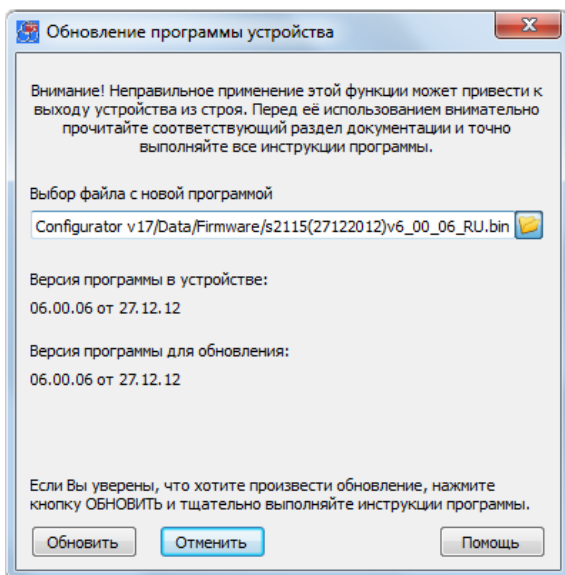 Обновление программы устройства
Внимание! Неправильное применение этой функции может привести к
выходу устройства из строя. Перед её использованием внимательно
прочитайте соответствующий раздел документации и точно
выполняйте все инструкции программы.
Выбор файла с новой программой
Configurator v17/Data/Firmware/s2115(27122012)v6_00_06_RU.bin
Версия программы в устройстве:
06.00.06 от 27.12.12
Версия программы для обновления:
06.00.06 от 27.12.12
Если Вы уверены, что хотите произвести обновление, нажмите
кнопку ОБНОВИТЬ и тщательно выполняйте инструкции программы.
Обновить Отменить Помощь